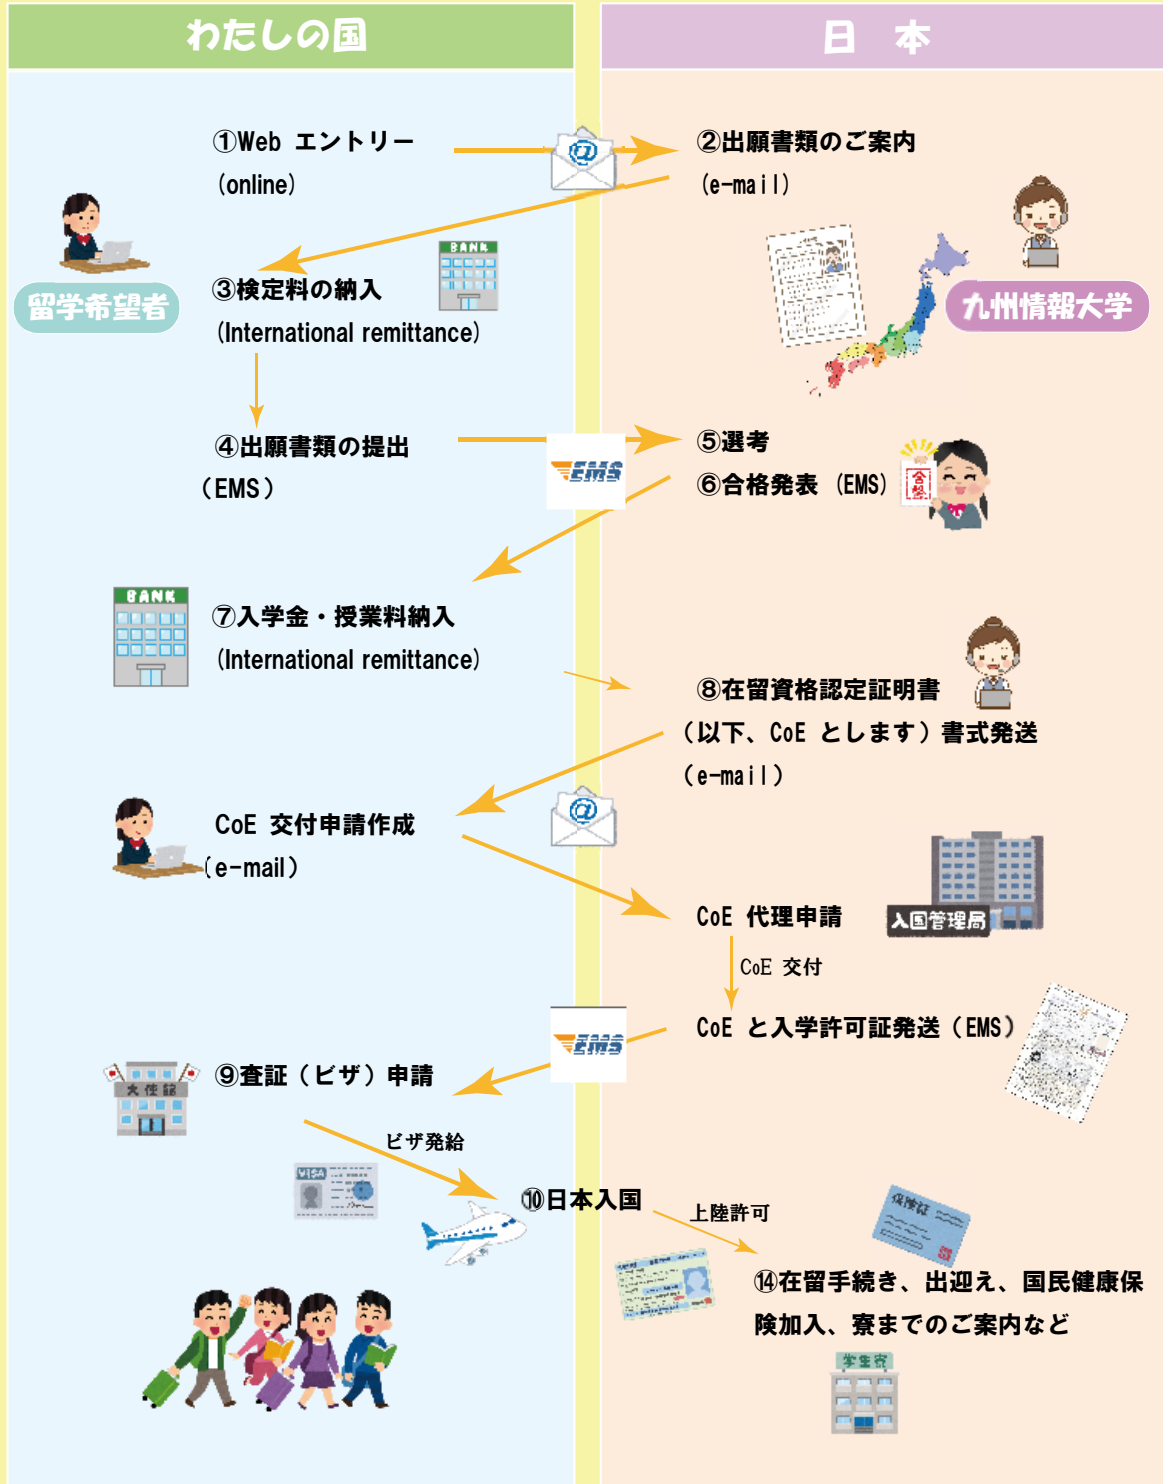 わたしの国
日 本
①Web エントリー
(online)
②出願書類のご案内
(e-mail)
BANK
留学希望者
③検定料の納入
(International remittance)
九州情報大学
④出願書類の提出
（EMS）
EMS
⑤選考
⑥合格発表 (EMS)
合格
BANK
⑦入学金・授業料納入
(International remittance)
⑧在留資格認定証明書
（以下、CoE とします）書式発送
（e-mail）
CoE 交付申請作成
(e-mail）
CoE 代理申請
入国管理局
CoE 交付
EMS
CoE と入学許可証発送（EMS）
大使館
⑨査証（ビザ）申請
ビザ発給
VISA
⑩日本入国
上陸許可
保険証
⑭在留手続き、出迎え、国民健康保
険加入、寮までのご案内など
学生寮